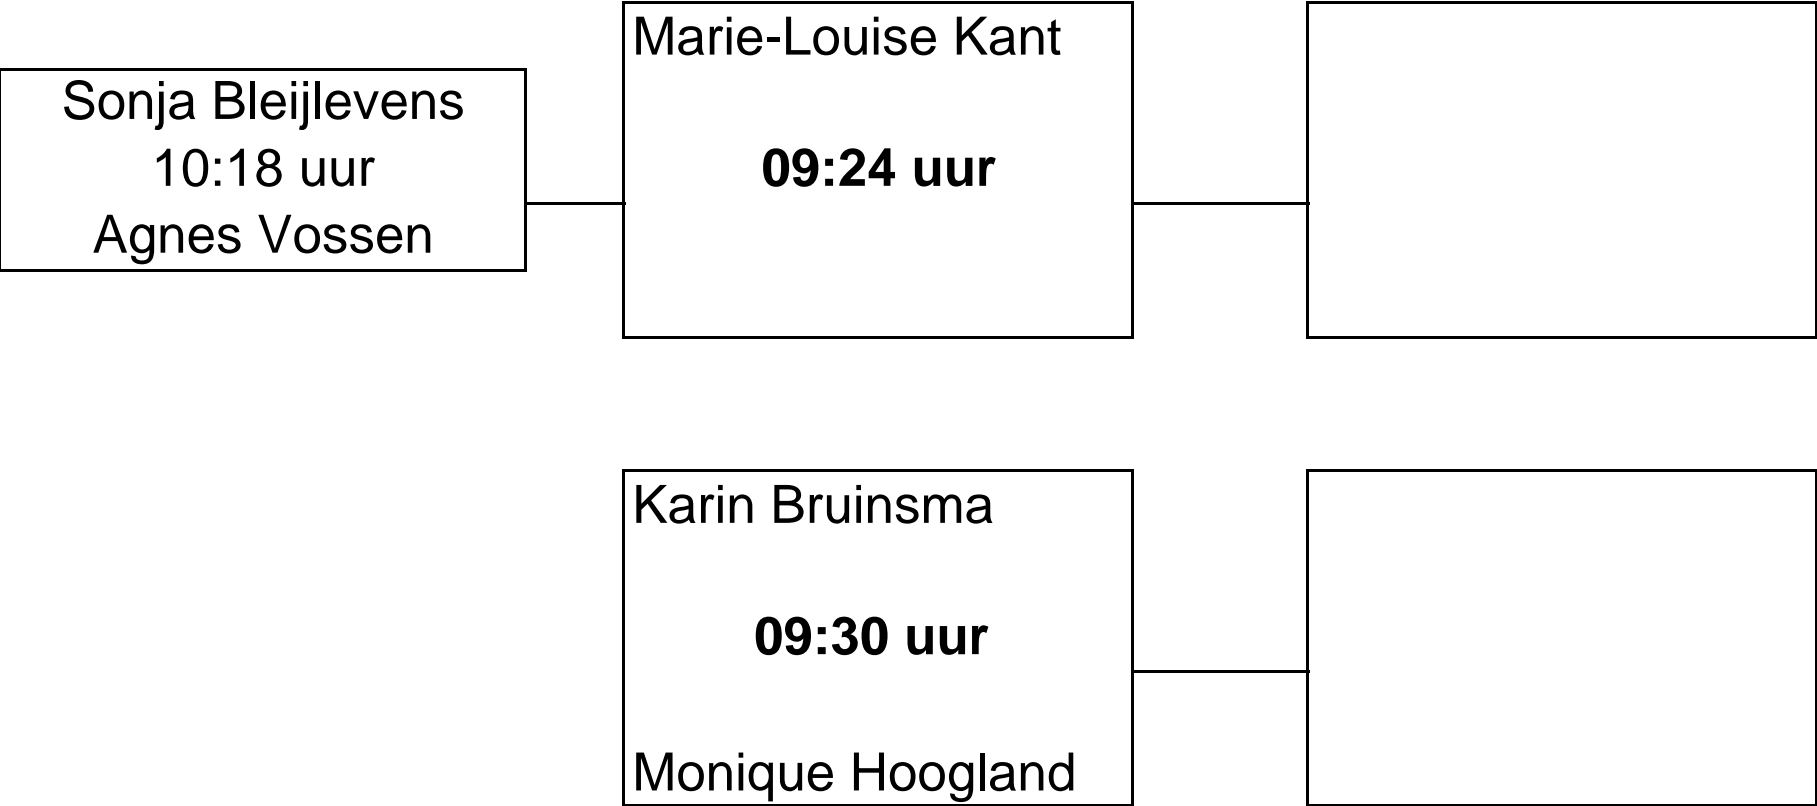 Sonja Bleijlevens
10:18 uur
Agnes Vossen
Marie-Louise Kant
09:24 uur
Karin Bruinsma
09:30 uur
Monique Hoogland